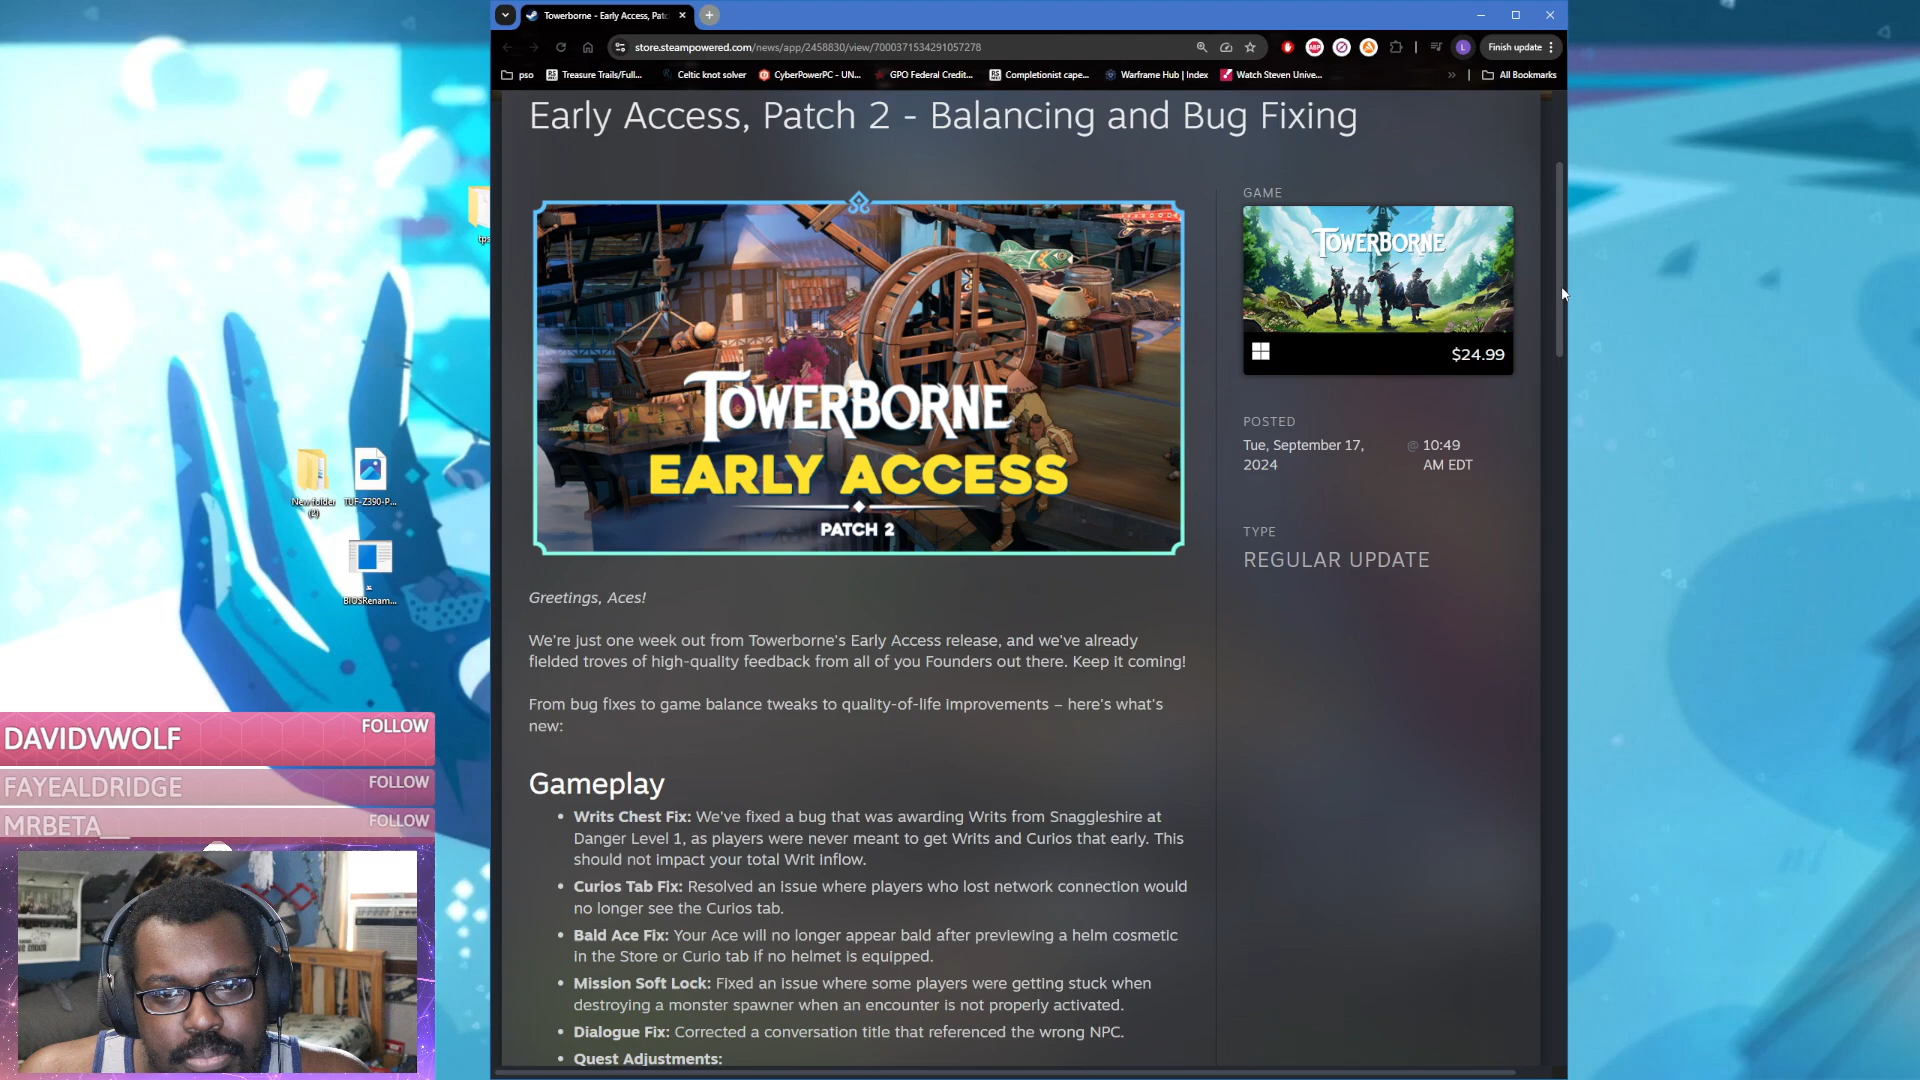 Towerborne - Early Access, Patc
store.steampowered.com/news/app/2458830/view/7000371534291057278
Finish update
pso
Treasure Trails/Full...
Celtic knot solver
CyberPowerPC - UN...
GPO Federal Credit...
Completionist cape...
Warframe Hub | Index
Watch Steven Unive...
All Bookmarks
Early Access, Patch 2 - Balancing and Bug Fixing
TOWERBORNE
EARLY ACCESS
PATCH 2
GAME
TOWERBORNE
$24.99
POSTED
Tue, September 17, 2024 @ 10:49 AM EDT
TYPE
REGULAR UPDATE
Greetings, Aces!
We're just one week out from Towerborne's Early Access release, and we've already
fielded troves of high-quality feedback from all of you Founders out there. Keep it coming!
From bug fixes to game balance tweaks to quality-of-life improvements – here's what's
new:
Gameplay
• Writs Chest Fix: We've fixed a bug that was awarding Writs from Snaggleshire at
Danger Level 1, as players were never meant to get Writs and Curios that early. This
should not impact your total Writ inflow.
• Curios Tab Fix: Resolved an issue where players who lost network connection would
no longer see the Curios tab.
• Bald Ace Fix: Your Ace will no longer appear bald after previewing a helm cosmetic
in the Store or Curio tab if no helmet is equipped.
• Mission Soft Lock: Fixed an issue where some players were getting stuck when
destroying a monster spawner when an encounter is not properly activated.
• Dialogue Fix: Corrected a conversation title that referenced the wrong NPC.
• Quest Adjustments:
tps
New folder
(2)
TUF-Z390-P...
BIOSRenam...
DAVIDVWOLF FOLLOW
FAYEALDRIDGE FOLLOW
MRBETA__ FOLLOW